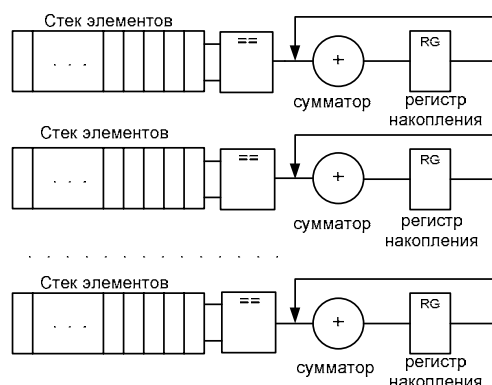 Стек элементов
. . .
==
+
RG
сумматор
регистр
накопления
Стек элементов
. . .
==
+
RG
сумматор
регистр
накопления
. . . . . . . . . . . . . .
Стек элементов
. . .
==
+
RG
сумматор
регистр
накопления